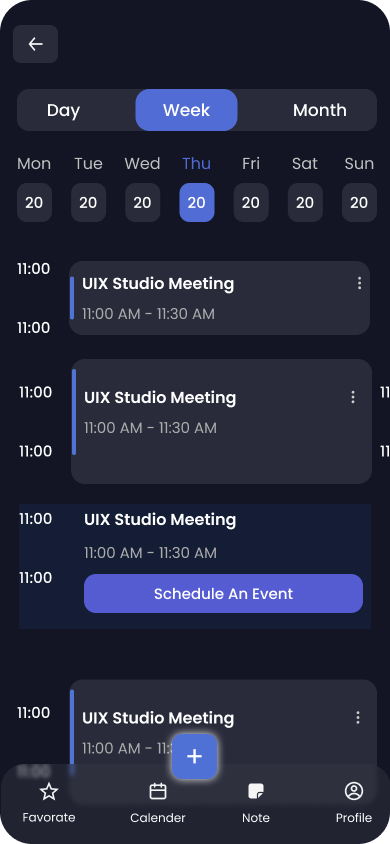 Day Week Month
Mon Tue Wed Thu Fri Sat Sun
20 20 20 20 20 20 20
11:00
UIX Studio Meeting
11:00 AM - 11:30 AM
11:00
11:00
UIX Studio Meeting
11:00 AM - 11:30 AM
11:00
11:00
UIX Studio Meeting
11:00 AM - 11:30 AM
11:00
Schedule An Event
11:00
UIX Studio Meeting
11:00 AM - 11:
Favorate Calender Note Profile